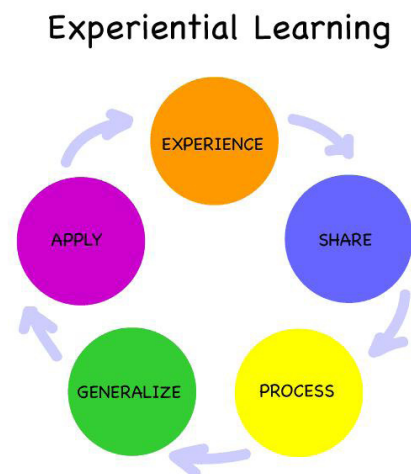 Experiential Learning
EXPERIENCE
SHARE
PROCESS
GENERALIZE
APPLY